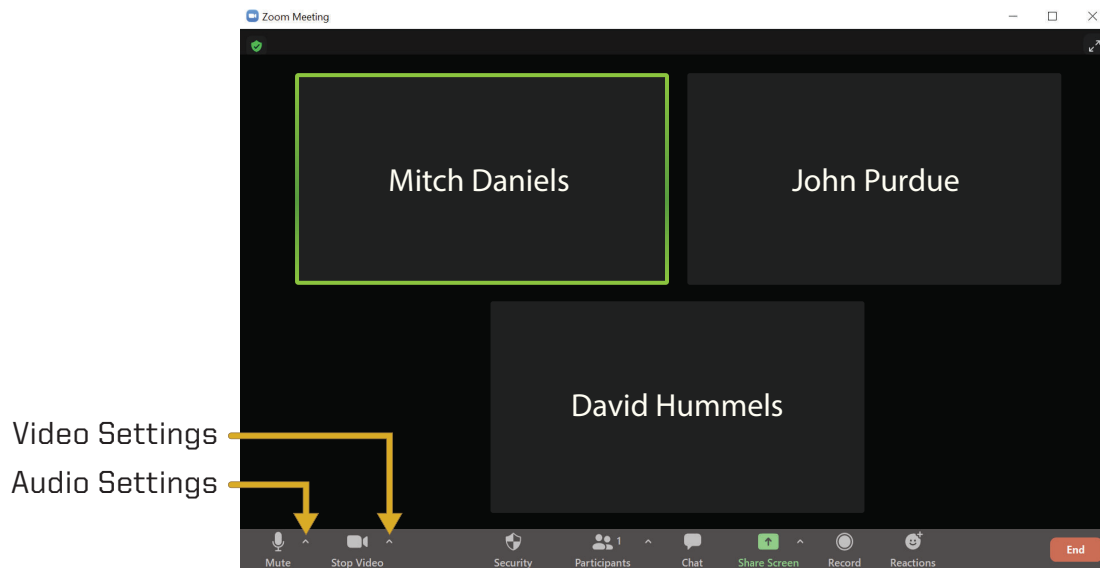 Zoom Meeting
Mitch Daniels
John Purdue
David Hummels
Video Settings
Audio Settings
1
Mute Stop Video Security Participants Chat Share Screen Record Reactions End